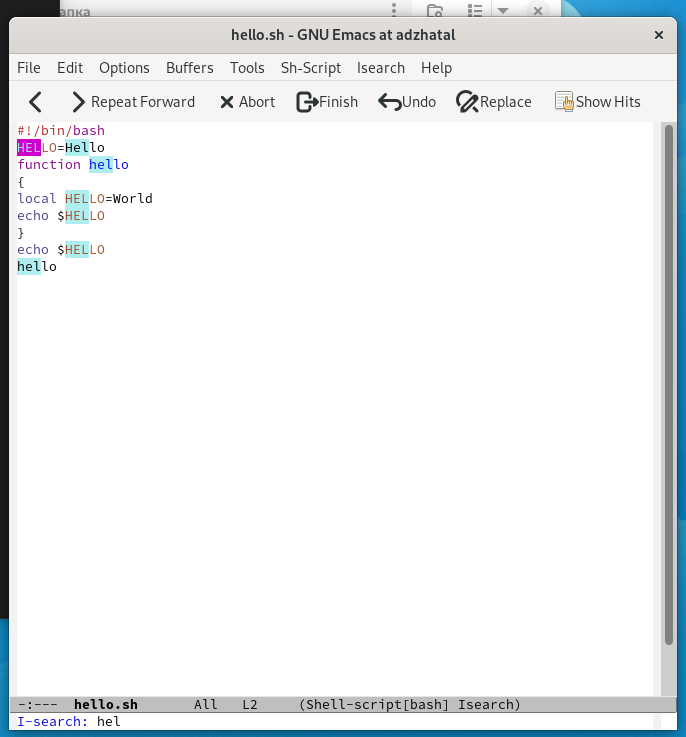 апка
hello.sh - GNU Emacs at adzhatal
File Edit Options Buffers Tools Sh-Script Isearch Help
Repeat Forward Abort Finish Undo Replace Show Hits
#!/bin/bash
HELLO=Hello
function hello
{
local HELLO=World
echo $HELLO
}
echo $HELLO
hello
-:--- hello.sh All L2 (Shell-script[bash] Isearch)
I-search: hel